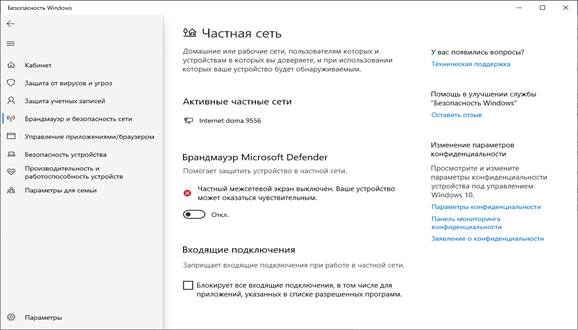 Безопасность Windows
Кабинет
Защита от вирусов и угроз
Защита учетных записей
Брандмауэр и безопасность сети
Управление приложениями/браузером
Безопасность устройства
Производительность и
работоспособность устройств
Параметры для семьи
Параметры
Частная сеть
Домашние или рабочие сети, пользователям которых и
устройствам в которых вы доверяете, и при использовании
которых ваше устройство будет обнаруживаемым.
Активные частные сети
Internet doma 9556
Брандмауэр Microsoft Defender
Помогает защитить устройство в частной сети.
Частный межсетевой экран выключен. Ваше устройство
может оказаться чувствительным.
Откл.
Входящие подключения
Запрещает входящие подключения при работе в частной сети.
Блокирует все входящие подключения, в том числе для
приложений, указанных в списке разрешенных программ.
У вас появились вопросы?
Техническая поддержка
Помощь в улучшении службы
"Безопасность Windows"
Оставить отзыв
Изменение параметров
конфиденциальности
Просмотрите и измените
параметры конфиденциальности
устройства под управлением
Windows 10.
Параметры конфиденциальности
Панель мониторинга
конфиденциальности
Заявление о конфиденциальности